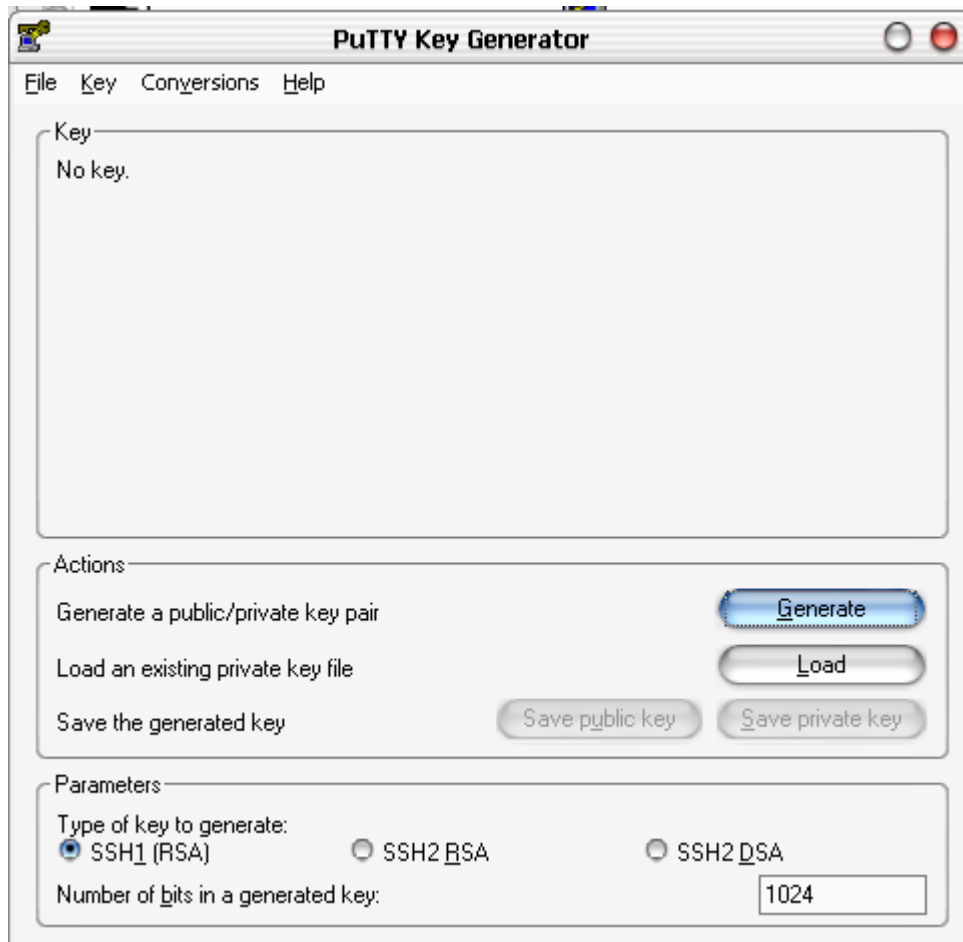 PuTTY Key Generator
File Key Conversions Help
Key
No key.
Actions
Generate a public/private key pair
Generate
Load an existing private key file
Load
Save the generated key
Save public key
Save private key
Parameters
Type of key to generate:
SSH1 (RSA)
SSH2 RSA
SSH2 DSA
Number of bits in a generated key:
1024